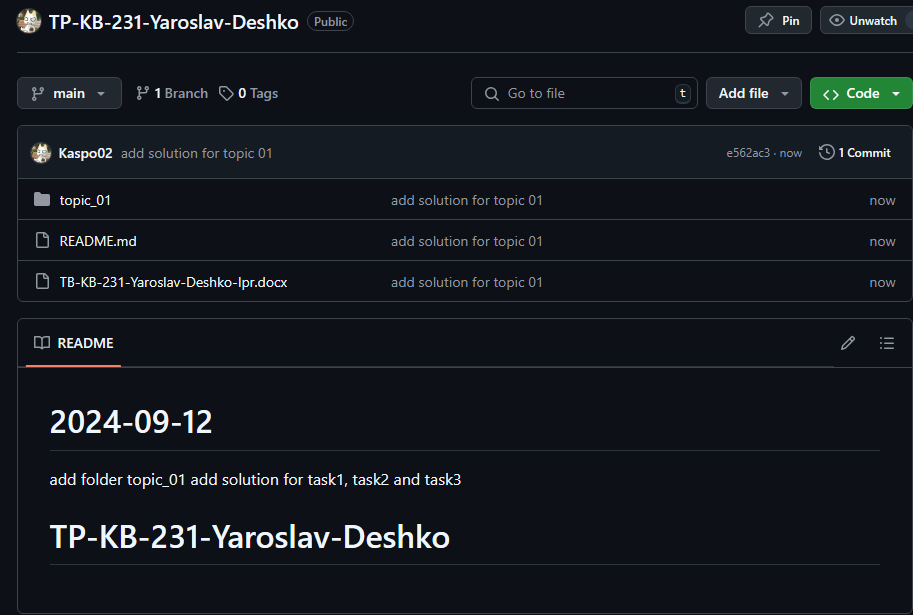 TP-KB-231-Yaroslav-Deshko Public Pin Unwatch
main 1 Branch 0 Tags Go to file t Add file Code
Kaspo02 add solution for topic 01 e562ac3 · now 1 Commit
topic_01 add solution for topic 01 now
README.md add solution for topic 01 now
TB-KB-231-Yaroslav-Deshko-lpr.docx add solution for topic 01 now
README
2024-09-12
add folder topic_01 add solution for task1, task2 and task3
TP-KB-231-Yaroslav-Deshko